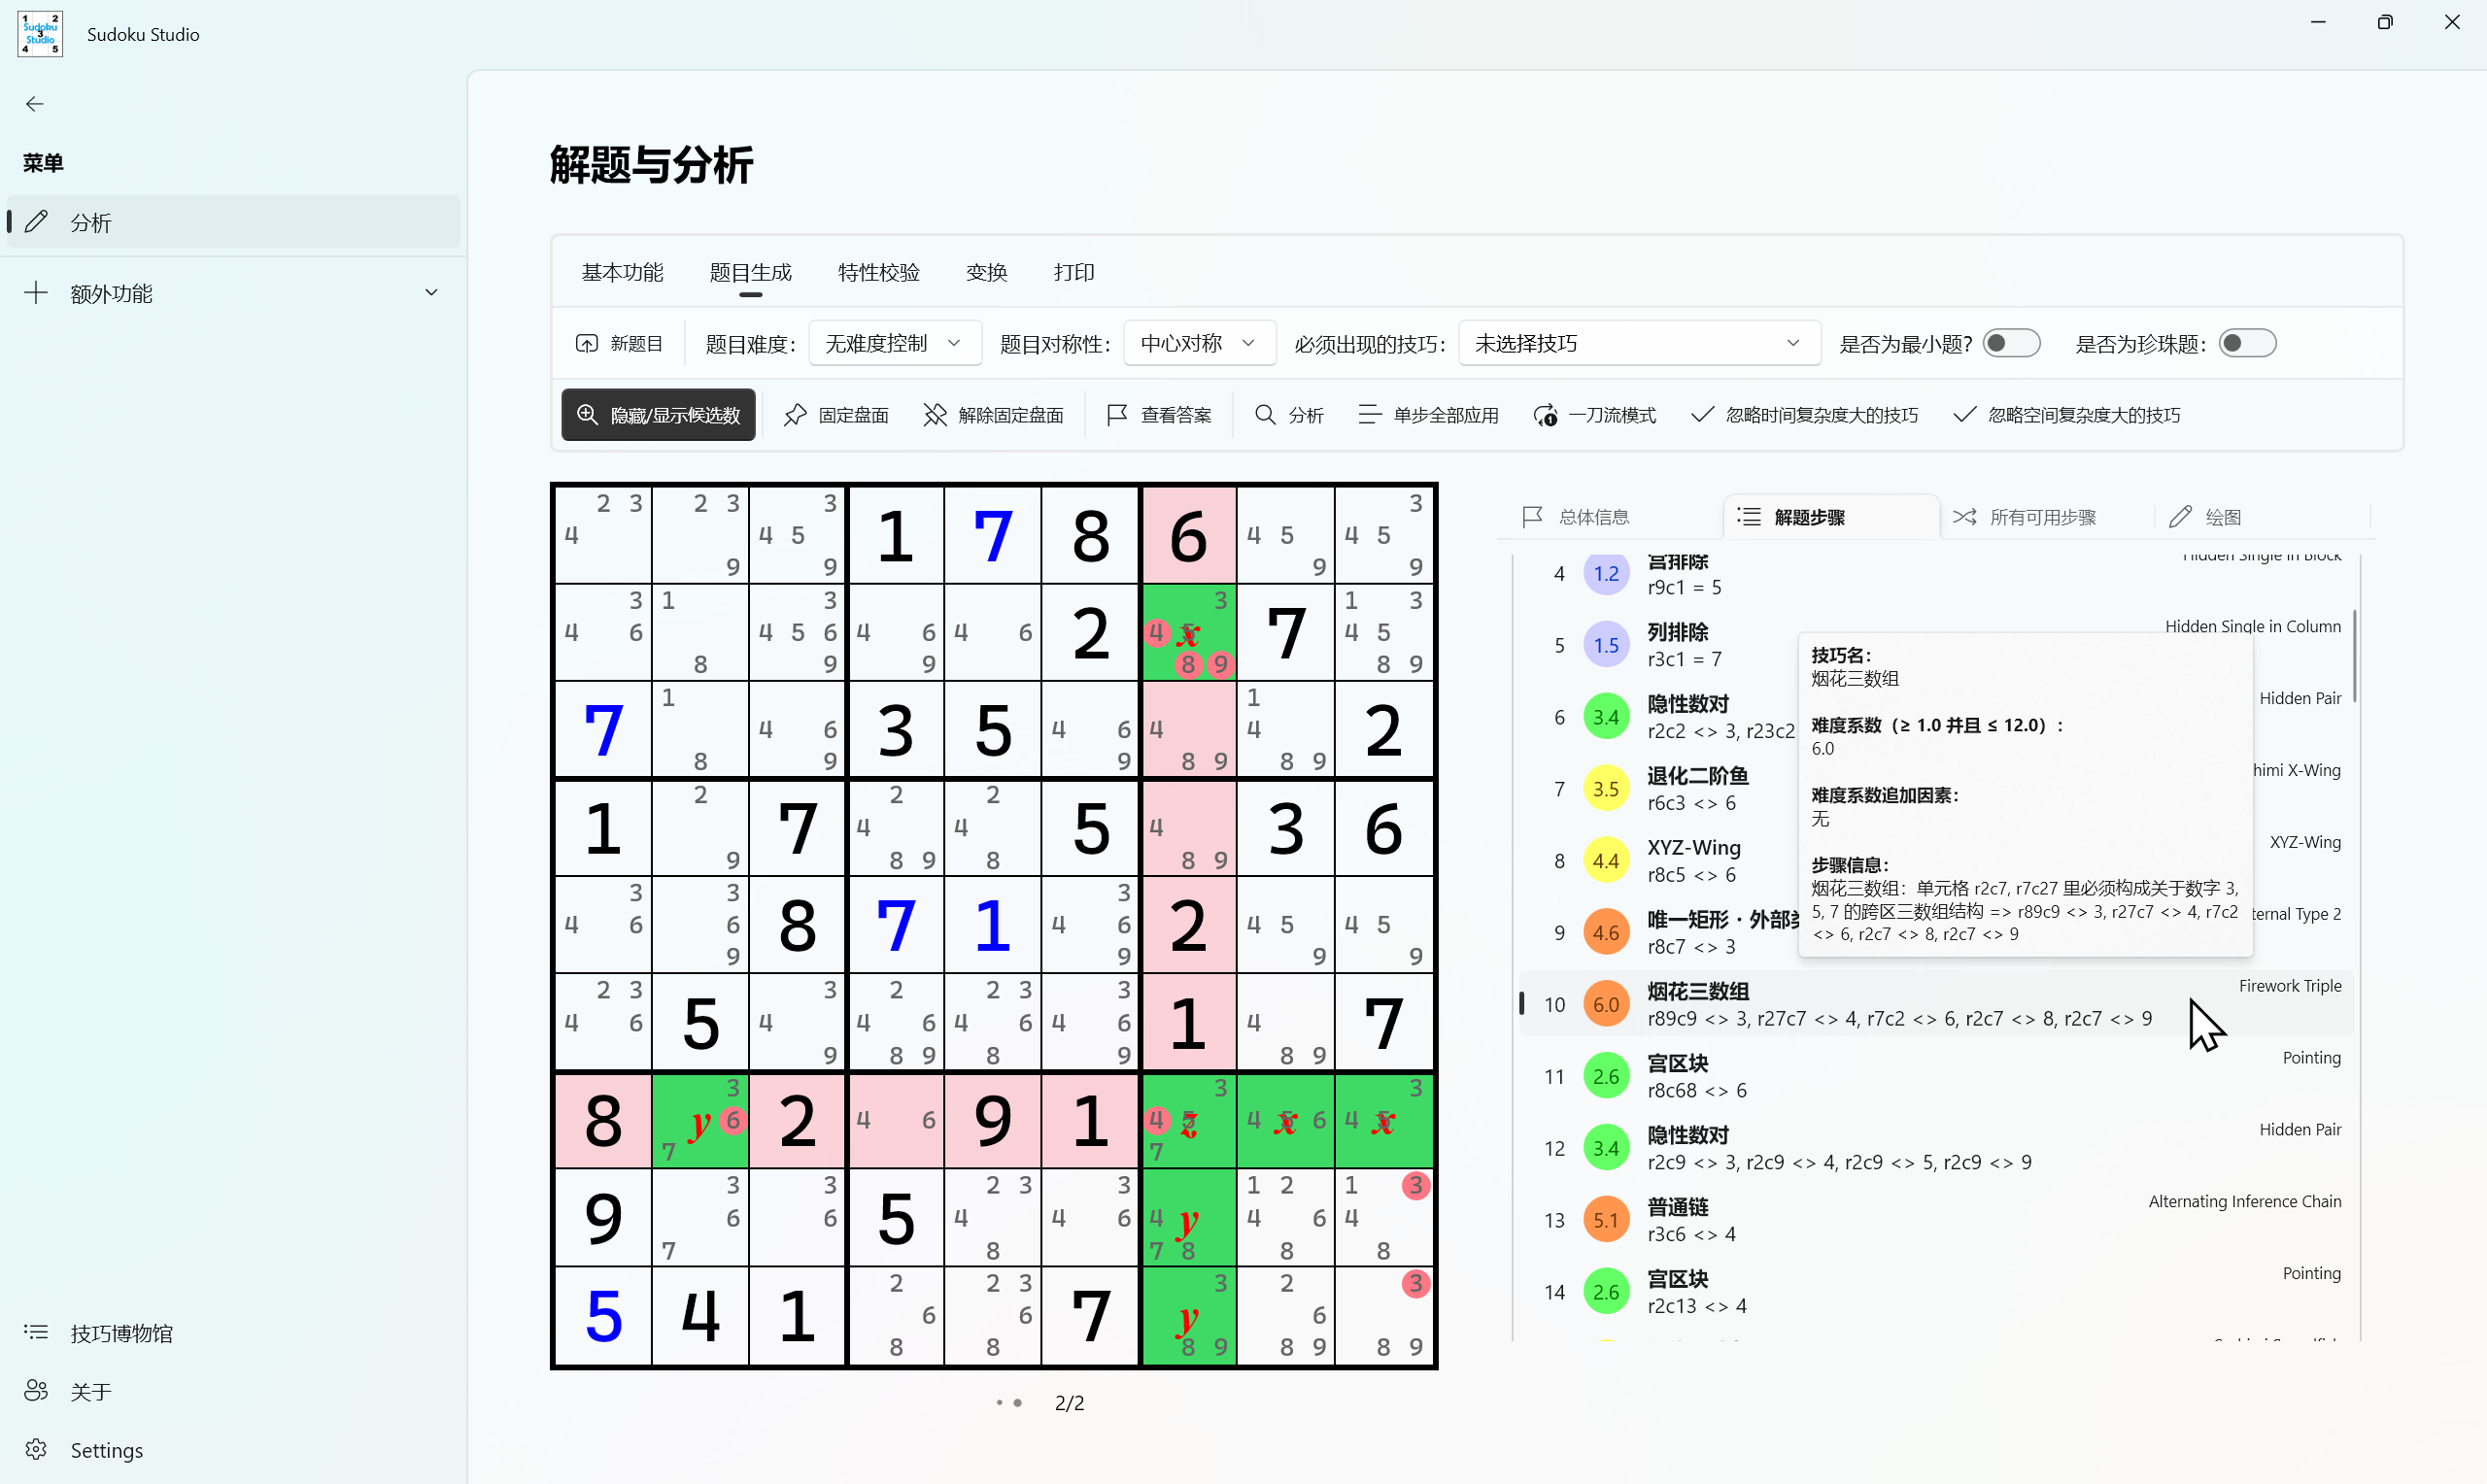 1 2
Sudoku
3
Studio
4 5
Sudoku Studio
菜单
分析
额外功能
技巧博物馆
关于
Settings
解题与分析
基本功能 题目生成 特性校验 变换 打印
新题目 题目难度： 无难度控制 题目对称性： 中心对称 必须出现的技巧： 未选择技巧 是否为最小题？ 是否为珍珠题：
隐藏/显示候选数 固定盘面 解除固定盘面 查看答案 分析 单步全部应用 一刀流模式 忽略时间复杂度大的技巧 忽略空间复杂度大的技巧
2 3 2 3 3 3
4 4 5 1 7 8 6 4 5 4 5
9 9 9 9
3 1 3 3 1 3
4 6 4 5 6 4 6 4 6 2 4 x 7 4 5
8 9 9 8 9 8 9
1 1
7 4 6 3 5 4 6 4 4 2
8 9 9 8 9 8 9
2 2 2
1 7 4 4 5 4 3 6
9 8 9 8 8 9
3 3 3
4 6 6 8 7 1 4 6 2 4 5 4 5
9 9 9 9
2 3 3 2 2 3 3
4 6 5 4 4 6 4 6 4 6 1 4 7
9 8 9 8 9 8 9
3 3 3
8 y 6 2 4 6 9 1 4 z 4 x 6 4 x
7 7
3 3 2 3 3 1 2 1 3
9 6 6 5 4 4 6 4 y 4 6 4
7 8 7 8 8 8
2 2 3 3 2 3
5 4 1 6 6 7 y 6
8 8 8 9 8 9 8 9
2/2
总体信息 解题步骤 所有可用步骤 绘图
4 1.2 宫排除 Hidden Single in Block
r9c1 = 5
5 1.5 列排除 Hidden Single in Column
r3c1 = 7
6 3.4 隐性数对 Hidden Pair
r2c2 <> 3, r23c2
7 3.5 退化二阶鱼 himi X-Wing
r6c3 <> 6
8 4.4 XYZ-Wing XYZ-Wing
r8c5 <> 6
9 4.6 唯一矩形 · 外部 ternal Type 2
r8c7 <> 3
技巧名：
烟花三数组
难度系数（≥ 1.0 并且 ≤ 12.0）：
6.0
难度系数追加因素：
无
步骤信息：
烟花三数组：单元格 r2c7, r7c27 里必须构成关于数字 3,
5, 7 的跨区三数组结构 => r89c9 <> 3, r27c7 <> 4, r7c2
<> 6, r2c7 <> 8, r2c7 <> 9
10 6.0 烟花三数组 Firework Triple
r89c9 <> 3, r27c7 <> 4, r7c2 <> 6, r2c7 <> 8, r2c7 <> 9
11 2.6 宫区块 Pointing
r8c68 <> 6
12 3.4 隐性数对 Hidden Pair
r2c9 <> 3, r2c9 <> 4, r2c9 <> 5, r2c9 <> 9
13 5.1 普通链 Alternating Inference Chain
r3c6 <> 4
14 2.6 宫区块 Pointing
r2c13 <> 4